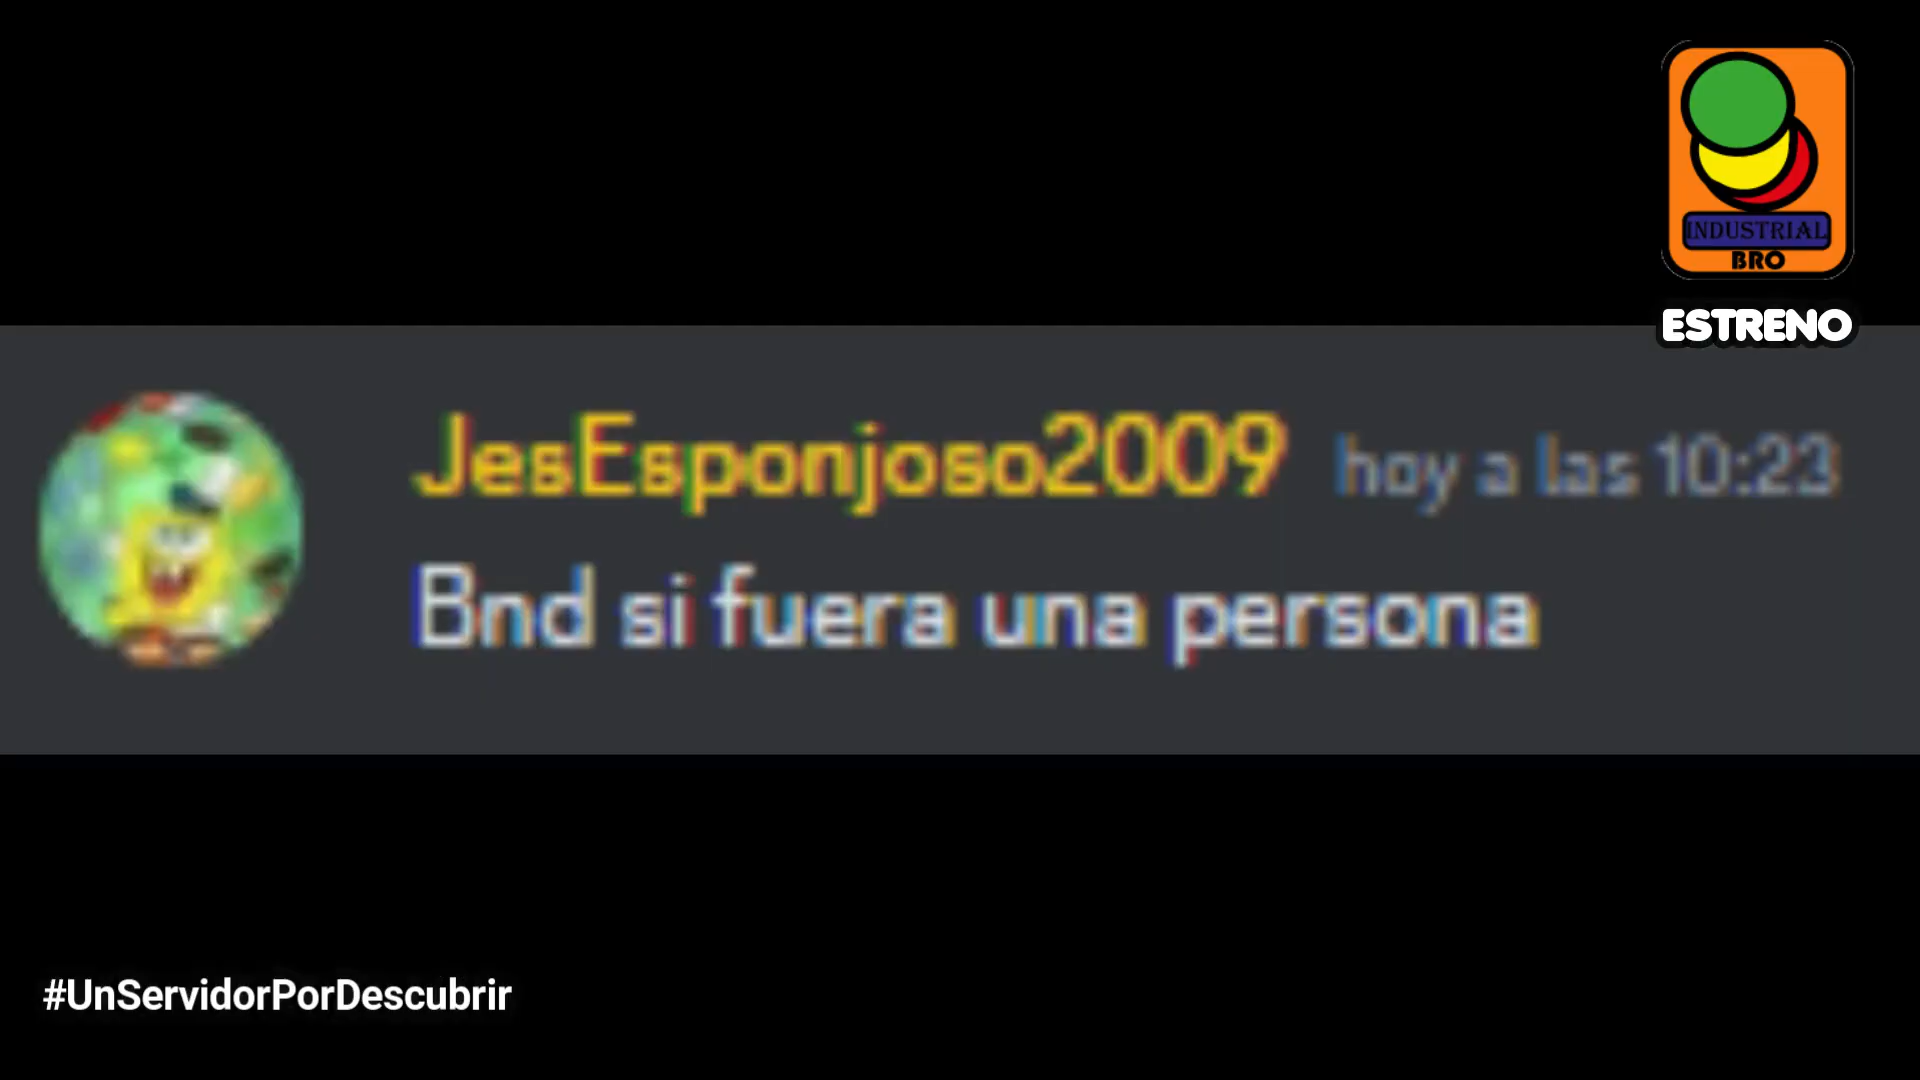 INDUSTRIAL
BRO
ESTRENO
JesEsponjoso2009 hoy a las 10:23
Bnd si fuera una persona
#UnServidorPorDescubrir